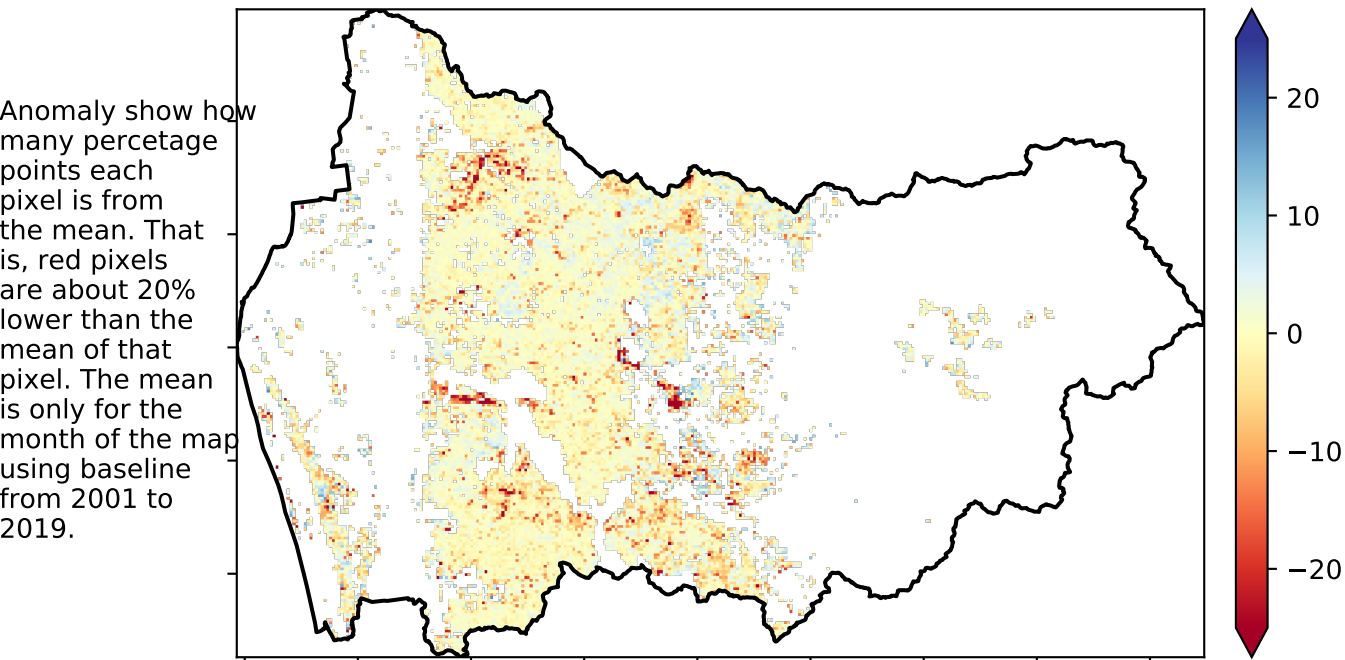 Anomaly show how
many percetage
points each
pixel is from
the mean. That
is, red pixels
are about 20%
lower than the
mean of that
pixel. The mean
is only for the
month of the map
using baseline
from 2001 to
2019.
20
10
0
−10
−20